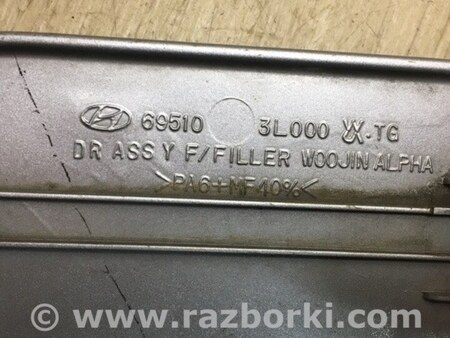 69510 3L000 XX.TG
DR ASS Y F/FILLER WOOJIN ALPHA
>PA6+MF40%<
© www.razborki.com